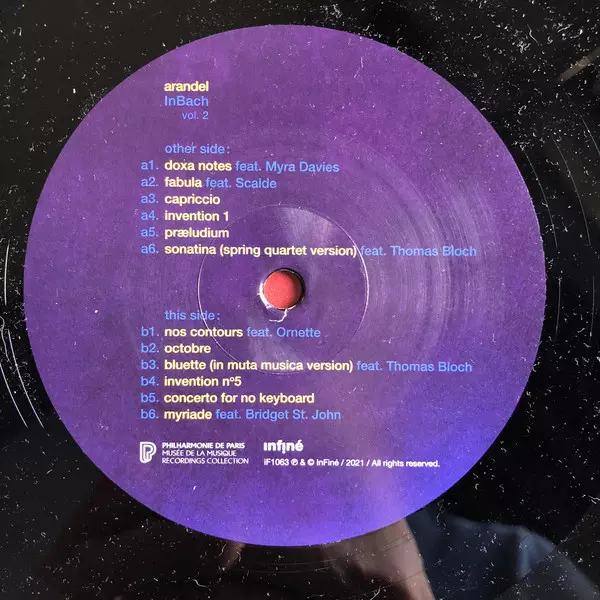 arandel
InBach
vol. 2
other side:
a1. doxa notes feat. Myra Davies
a2. fabula feat. Scalde
a3. capriccio
a4. invention 1
a5. præludium
a6. sonatina (spring quartet version) feat. Thomas Bloch
this side:
b1. nos contours feat. Ornette
b2. octobre
b3. bluette (in muta musica version) feat. Thomas Bloch
b4. invention nº5
b5. concerto for no keyboard
b6. myriade feat. Bridget St. John
PHILHARMONIE DE PARIS
MUSÉE DE LA MUSIQUE
RECORDINGS COLLECTION
infiné
iF1063 ℗ & © InFiné / 2021 / All rights reserved.